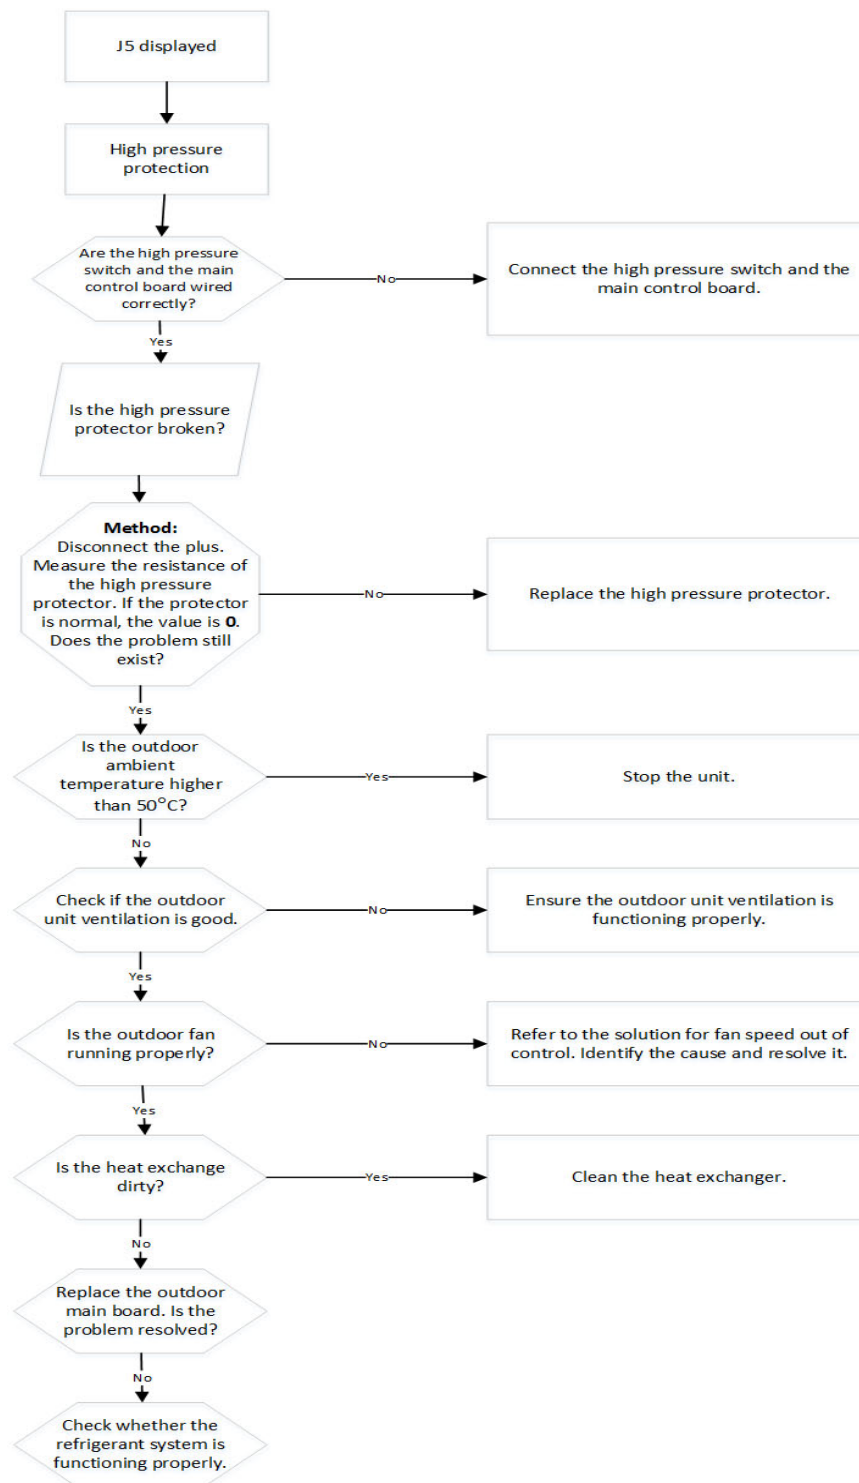 J5 displayed
High pressure
protection
Are the high pressure
switch and the main
control board wired
correctly?
No
Connect the high pressure switch and the
main control board.
Yes
Is the high pressure
protector broken?
Method:
Disconnect the plus.
Measure the resistance of
the high pressure
protector. If the protector
is normal, the value is 0.
Does the problem still
exist?
No
Replace the high pressure protector.
Yes
Is the outdoor
ambient
temperature higher
than 50°C?
Yes
Stop the unit.
No
Check if the outdoor
unit ventilation is good.
No
Ensure the outdoor unit ventilation is
functioning properly.
Yes
Is the outdoor fan
running properly?
No
Refer to the solution for fan speed out of
control. Identify the cause and resolve it.
Yes
Is the heat exchange
dirty?
Yes
Clean the heat exchanger.
No
Replace the outdoor
main board. Is the
problem resolved?
No
Check whether the
refrigerant system is
functioning properly.